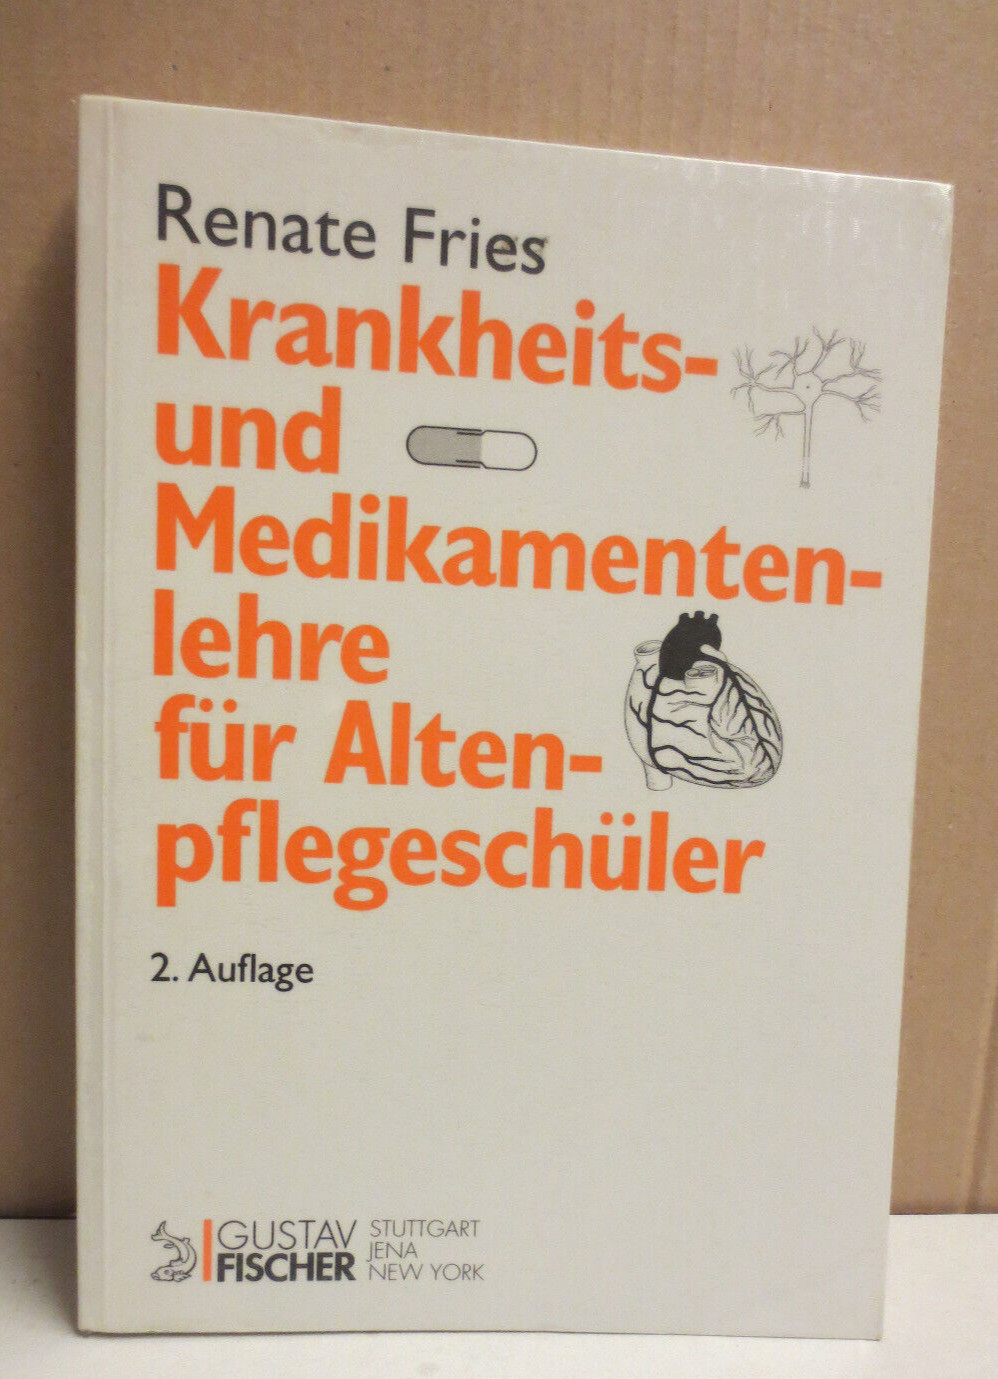 Renate Fries
Krankheits-
und
Medikamenten-
lehre
für Alten-
pflegeschüler
2. Auflage
GUSTAV
FISCHER
STUTTGART
JENA
NEW YORK